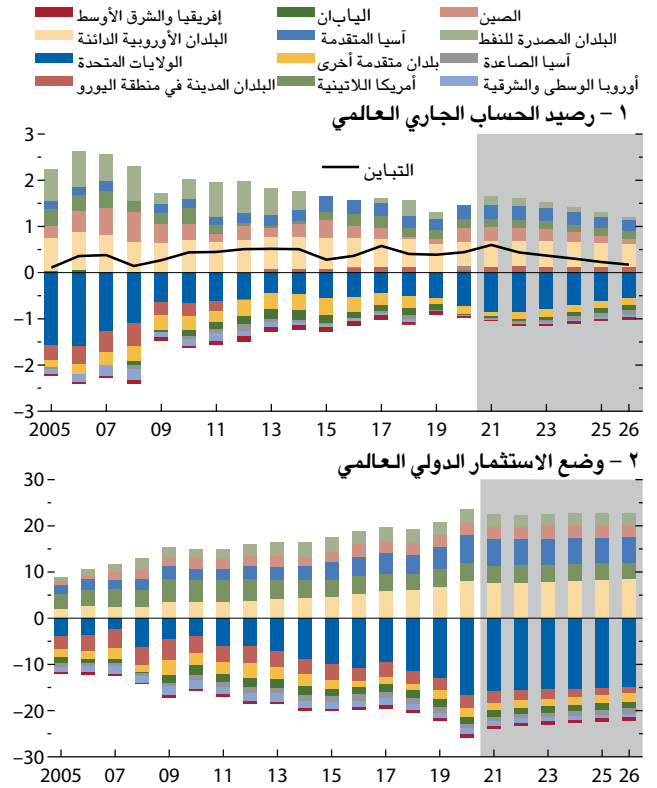 إفريقيا والشرق الأوسط اليابان الصين
البلدان الأوروبية الدائنة آسيا المتقدمة البلدان المصدرة للنفط
الولايات المتحدة بلدان متقدمة أخرى آسيا الصاعدة
البلدان المدينة في منطقة اليورو أمريكا اللاتينية أوروبا الوسطى والشرقية
١ – رصيد الحساب الجاري العالمي
3
2
1
0
−1
−2
−3
التباين
2005 07 09 11 13 15 17 19 21 23 25 26
٢ – وضع الاستثمار الدولي العالمي
30
20
10
0
−10
−20
−30
2005 07 09 11 13 15 17 19 21 23 25 26